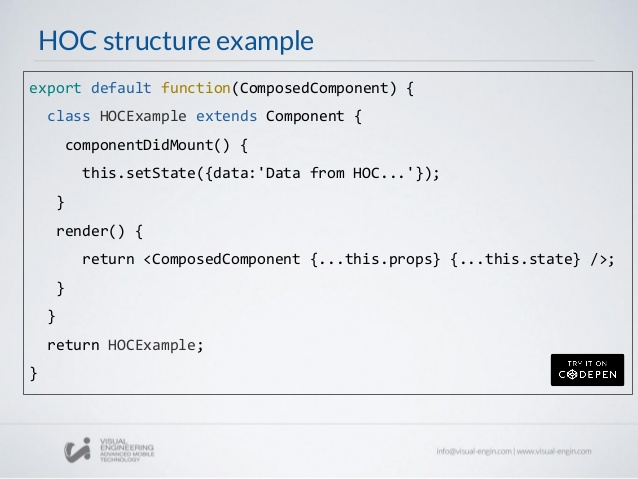 HOC structure example
export default function(ComposedComponent) {
class HOCExample extends Component {
componentDidMount() {
this.setState({data:'Data from HOC...'});
}
render() {
return <ComposedComponent {...this.props} {...this.state} />;
}
}
return HOCExample;
}
TRY IT ON
CODEPEN
VISUAL
ENGINEERING
ADVANCED MOBILE
TECHNOLOGY
info@visual-engin.com | www.visual-engin.com